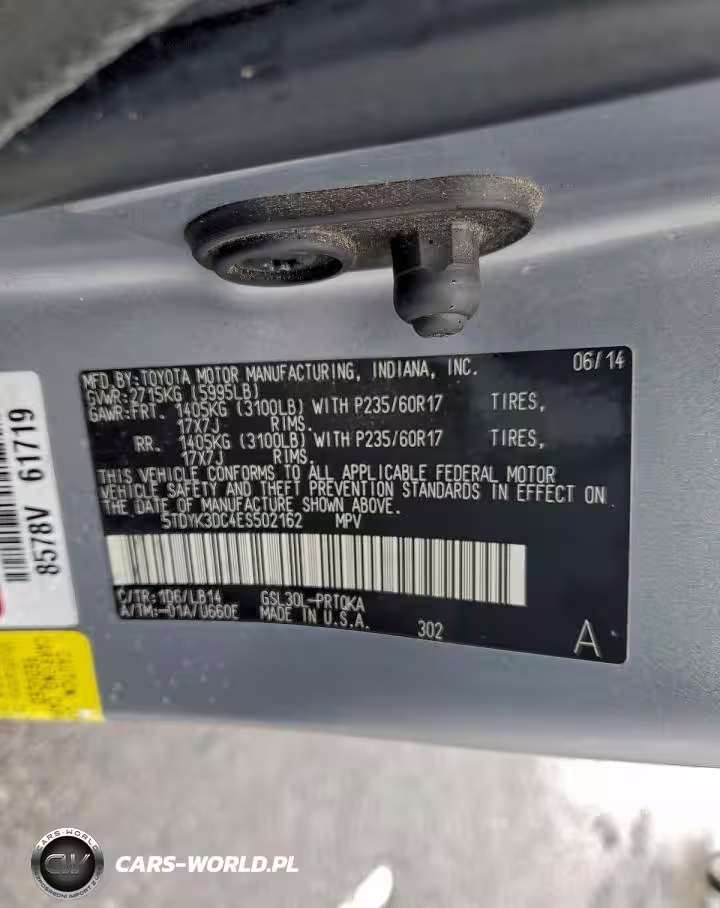 MFD.BY:TOYOTA MOTOR MANUFACTURING, INDIANA, INC. 06/14
GVWR:2715KG (5995LB)
GAWR:FRT. 1405KG (3100LB) WITH P235/60R17 TIRES,
17X7J RIMS.
RR. 1405KG (3100LB) WITH P235/60R17 TIRES,
17X7J RIMS.
THIS VEHICLE CONFORMS TO ALL APPLICABLE FEDERAL MOTOR
VEHICLE SAFETY AND THEFT PREVENTION STANDARDS IN EFFECT ON
THE DATE OF MANUFACTURE SHOWN ABOVE.
5TDYK3DC4ES502162 MPV
C/TR:1D6/LB14 GSL30L-PRTQKA
A/TM:-01A/U660E MADE IN U.S.A. 302
A
8578V 61719
CARS-WORLD
CW
CARS-WORLD.PL